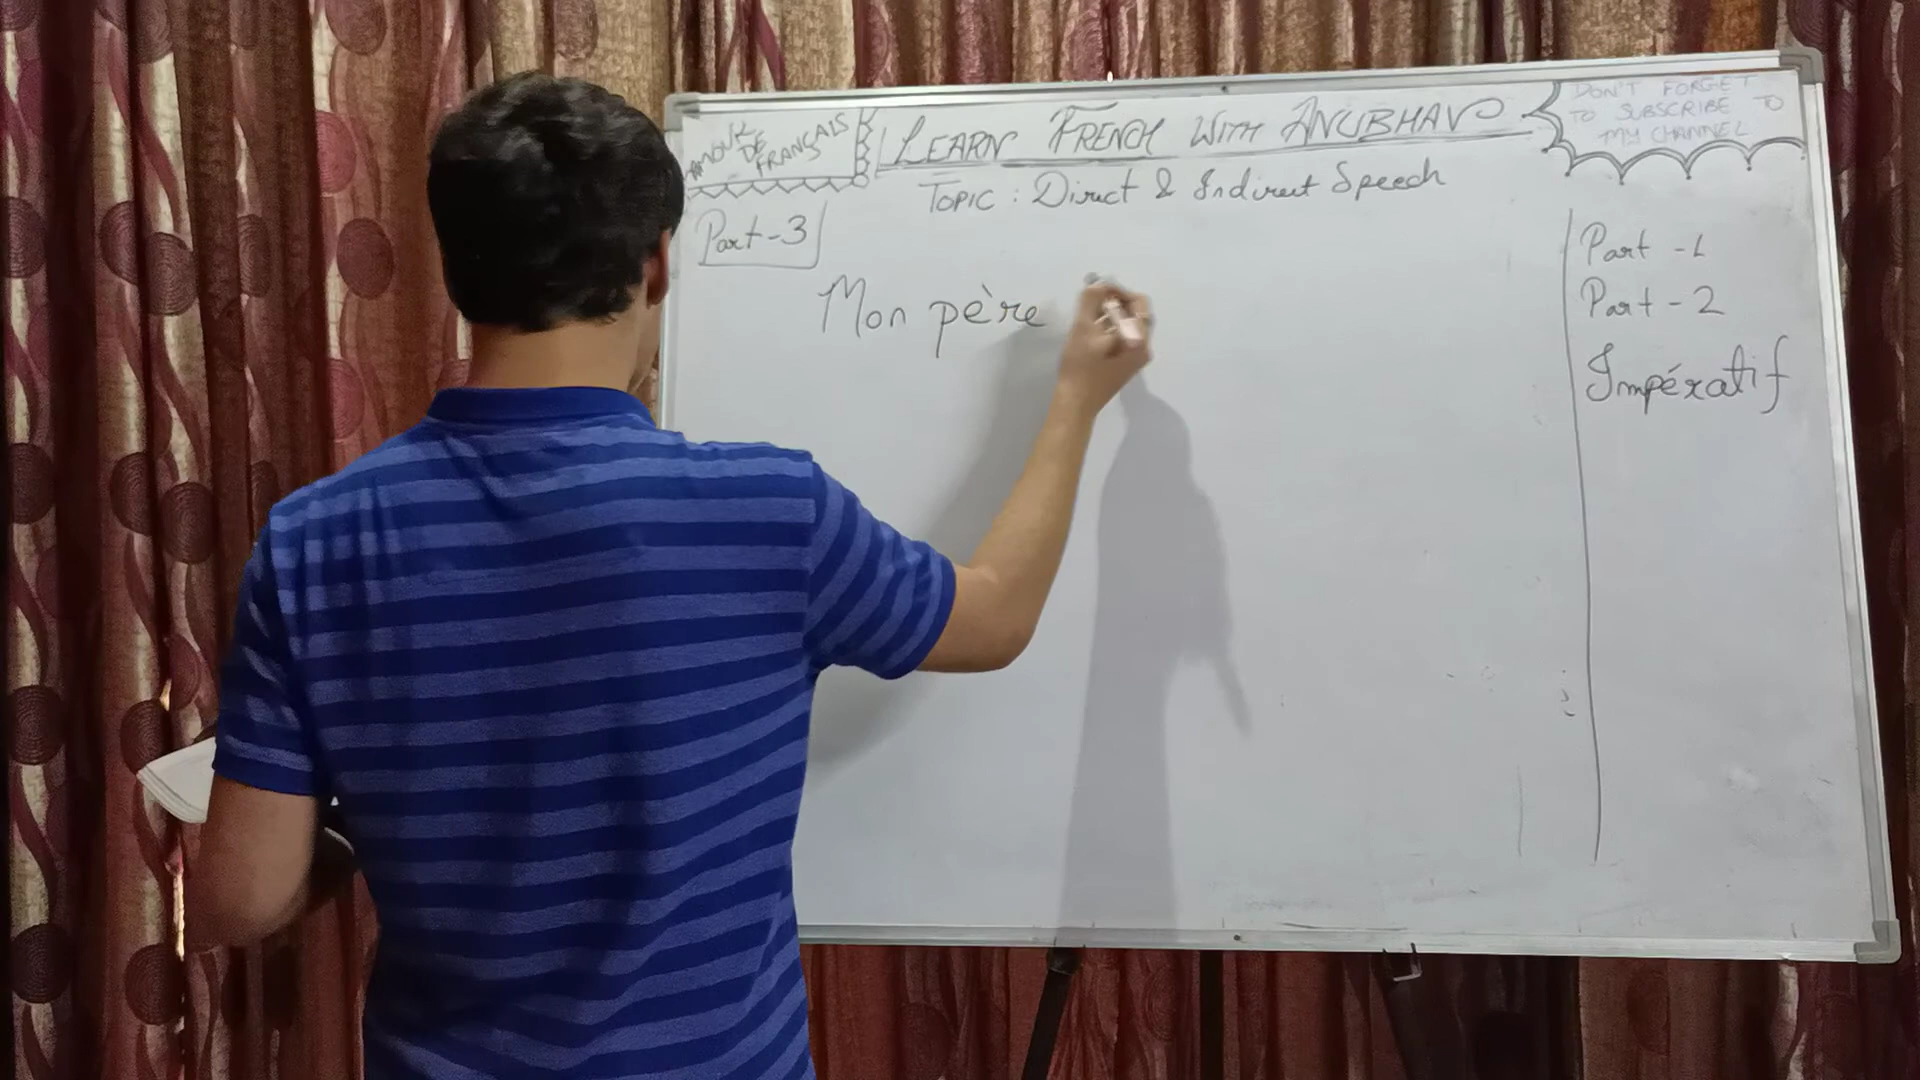 AMOUR
DE
FRANÇAIS
LEARN FRENCH WITH ANUBHAV
DON'T FORGET
TO SUBSCRIBE TO
MY CHANNEL
TOPIC : Direct & Indirect Speech
Part-3
Mon père
Part -1
Part - 2
Impératif